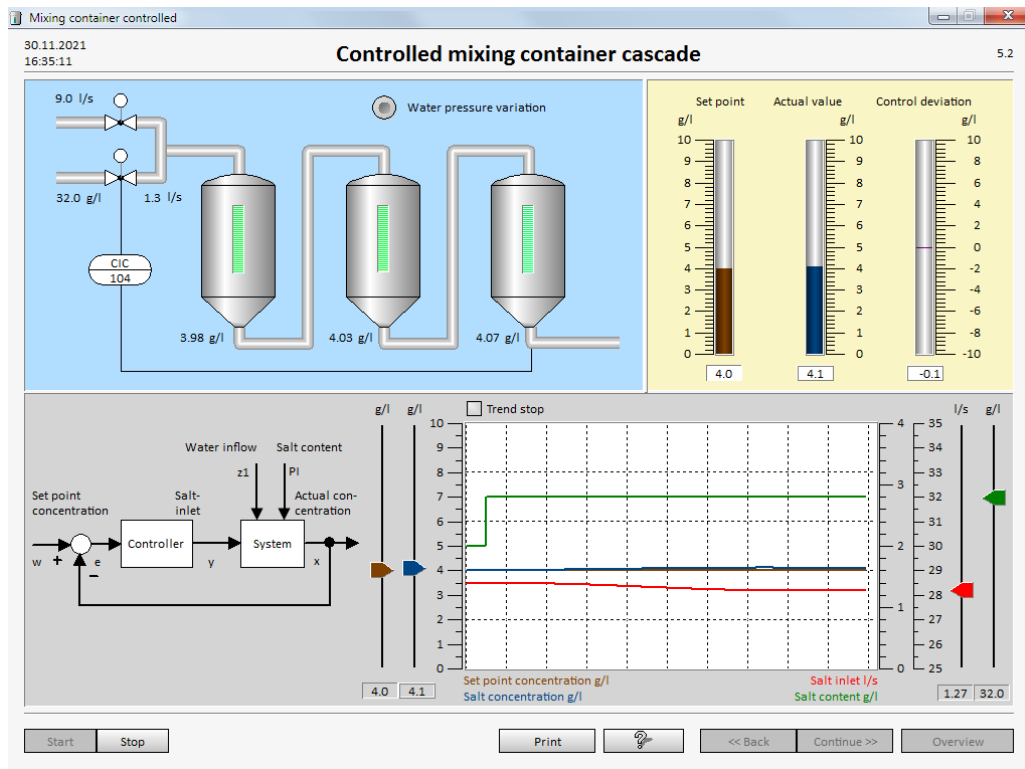 Mixing container controlled
30.11.2021
16:35:11
Controlled mixing container cascade
5.2
9.0 l/s
Water pressure variation
32.0 g/l 1.3 l/s
CIC
104
3.98 g/l
4.03 g/l
4.07 g/l
Set point Actual value Control deviation
g/l g/l g/l
10 10 10
9 9 8
8 8 6
7 7 4
6 6 2
5 5 0
4 4 -2
3 3 -4
2 2 -6
1 1 -8
0 0 -10
4.0 4.1 -0.1
Water inflow Salt content
z1 PI
Set point
concentration
Salt-
inlet
Actual con-
centration
Controller System
w + e y x
−
g/l g/l
Trend stop
l/s g/l
10 4 35
9 34
8 33
7 3 32
6 31
5 2 30
4 29
3 1 28
2 27
1 26
0 0 25
4.0 4.1
Set point concentration g/l Salt inlet l/s
Salt concentration g/l Salt content g/l
1.27 32.0
Start Stop Print ? << Back Continue >> Overview